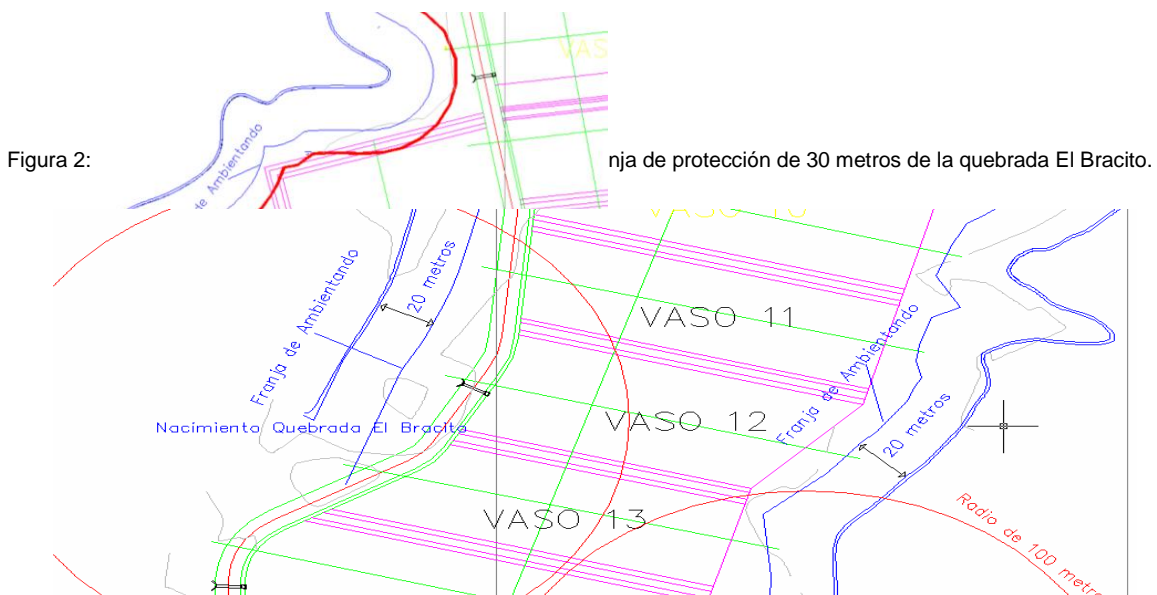 VAS
de Ambientando
Figura 2:
nja de protección de 30 metros de la quebrada El Bracito.
Franja de Ambientando
20 metros
VASO 11
Franja de Ambientando
Nacimiento Quebrada El Bracito
VASO 12
20 metros
VASO 13
Radio de 100 metro